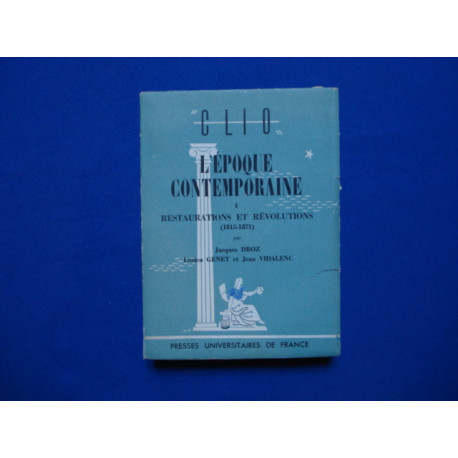 "CLIO"
L'ÉPOQUE
CONTEMPORAINE
I
RESTAURATIONS ET RÉVOLUTIONS
(1815-1871)
par
Jacques DROZ
Lucien GENET et Jean VIDALENC
PRESSES UNIVERSITAIRES DE FRANCE